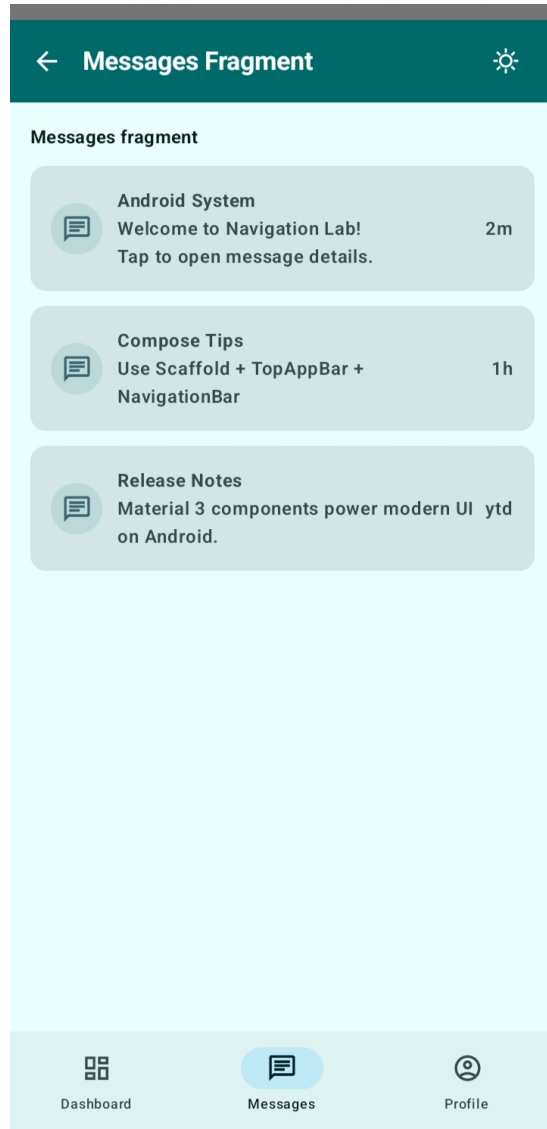 Messages Fragment
Messages fragment
Android System
Welcome to Navigation Lab!
2m
Tap to open message details.
Compose Tips
Use Scaffold + TopAppBar +
1h
NavigationBar
Release Notes
Material 3 components power modern UI
ytd
on Android.
Dashboard
Messages
Profile